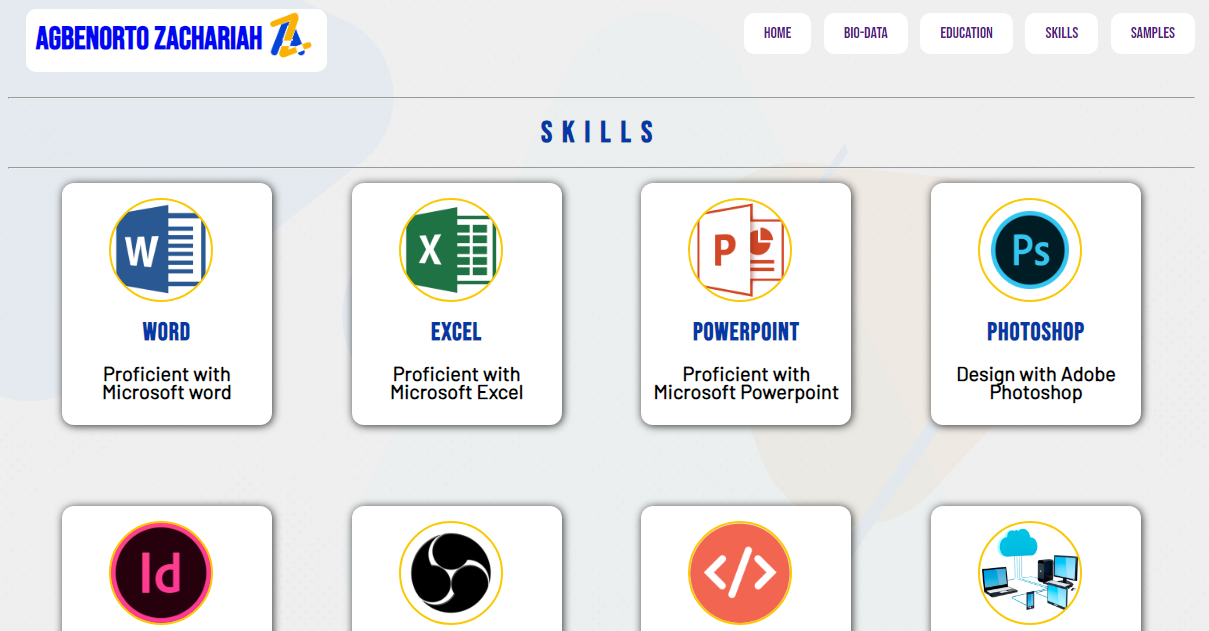 AGBENORTO ZACHARIAH ZA
HOME
BIO-DATA
EDUCATION
SKILLS
SAMPLES
SKILLS
W
X
P
Ps
WORD
EXCEL
POWERPOINT
PHOTOSHOP
Proficient with
Microsoft word
Proficient with
Microsoft Excel
Proficient with
Microsoft Powerpoint
Design with Adobe
Photoshop
Id
</>